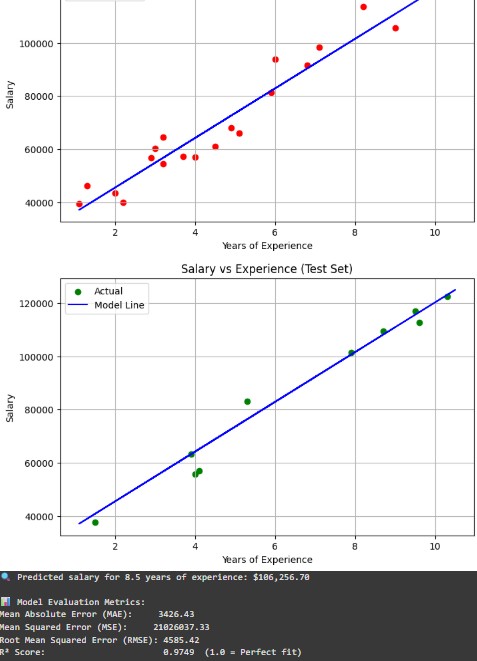 100000
80000
60000
40000
Salary
2 4 6 8 10
Years of Experience
Salary vs Experience (Test Set)
Actual
Model Line
120000
100000
80000
60000
40000
Salary
2 4 6 8 10
Years of Experience
Predicted salary for 8.5 years of experience: $106,256.70
Model Evaluation Metrics:
Mean Absolute Error (MAE): 3426.43
Mean Squared Error (MSE): 21026037.33
Root Mean Squared Error (RMSE): 4585.42
R² Score: 0.9749 (1.0 = Perfect fit)